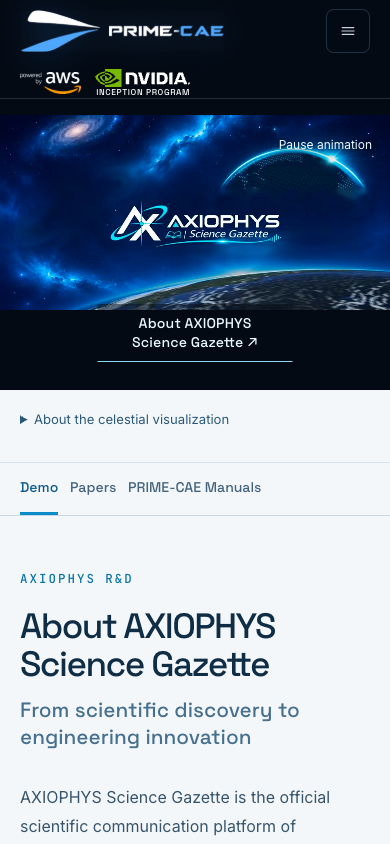 PRIME-CAE
powered by aws
NVIDIA.
INCEPTION PROGRAM
Pause animation
AXIOPHYS
Science Gazette
About AXIOPHYS
Science Gazette ↗
▶ About the celestial visualization
Demo Papers PRIME-CAE Manuals
AXIOPHYS R&D
About AXIOPHYS
Science Gazette
From scientific discovery to
engineering innovation
AXIOPHYS Science Gazette is the official
scientific communication platform of